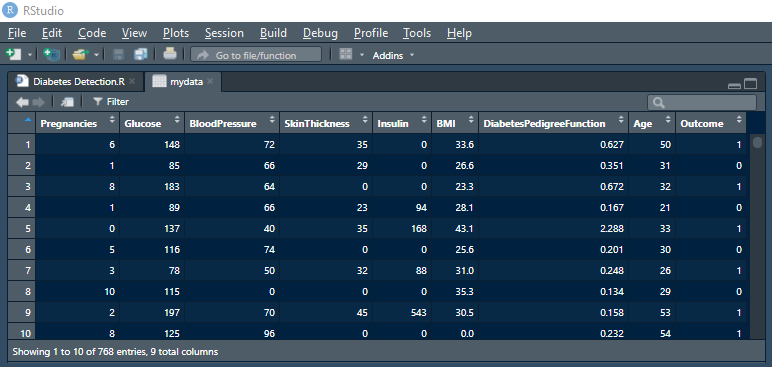 RStudio
File Edit Code View Plots Session Build Debug Profile Tools Help
Go to file/function Addins
Diabetes Detection.R mydata
Filter
Pregnancies Glucose BloodPressure SkinThickness Insulin BMI DiabetesPedigreeFunction Age Outcome
1 6 148 72 35 0 33.6 0.627 50 1
2 1 85 66 29 0 26.6 0.351 31 0
3 8 183 64 0 0 23.3 0.672 32 1
4 1 89 66 23 94 28.1 0.167 21 0
5 0 137 40 35 168 43.1 2.288 33 1
6 5 116 74 0 0 25.6 0.201 30 0
7 3 78 50 32 88 31.0 0.248 26 1
8 10 115 0 0 0 35.3 0.134 29 0
9 2 197 70 45 543 30.5 0.158 53 1
10 8 125 96 0 0 0.0 0.232 54 1
Showing 1 to 10 of 768 entries, 9 total columns